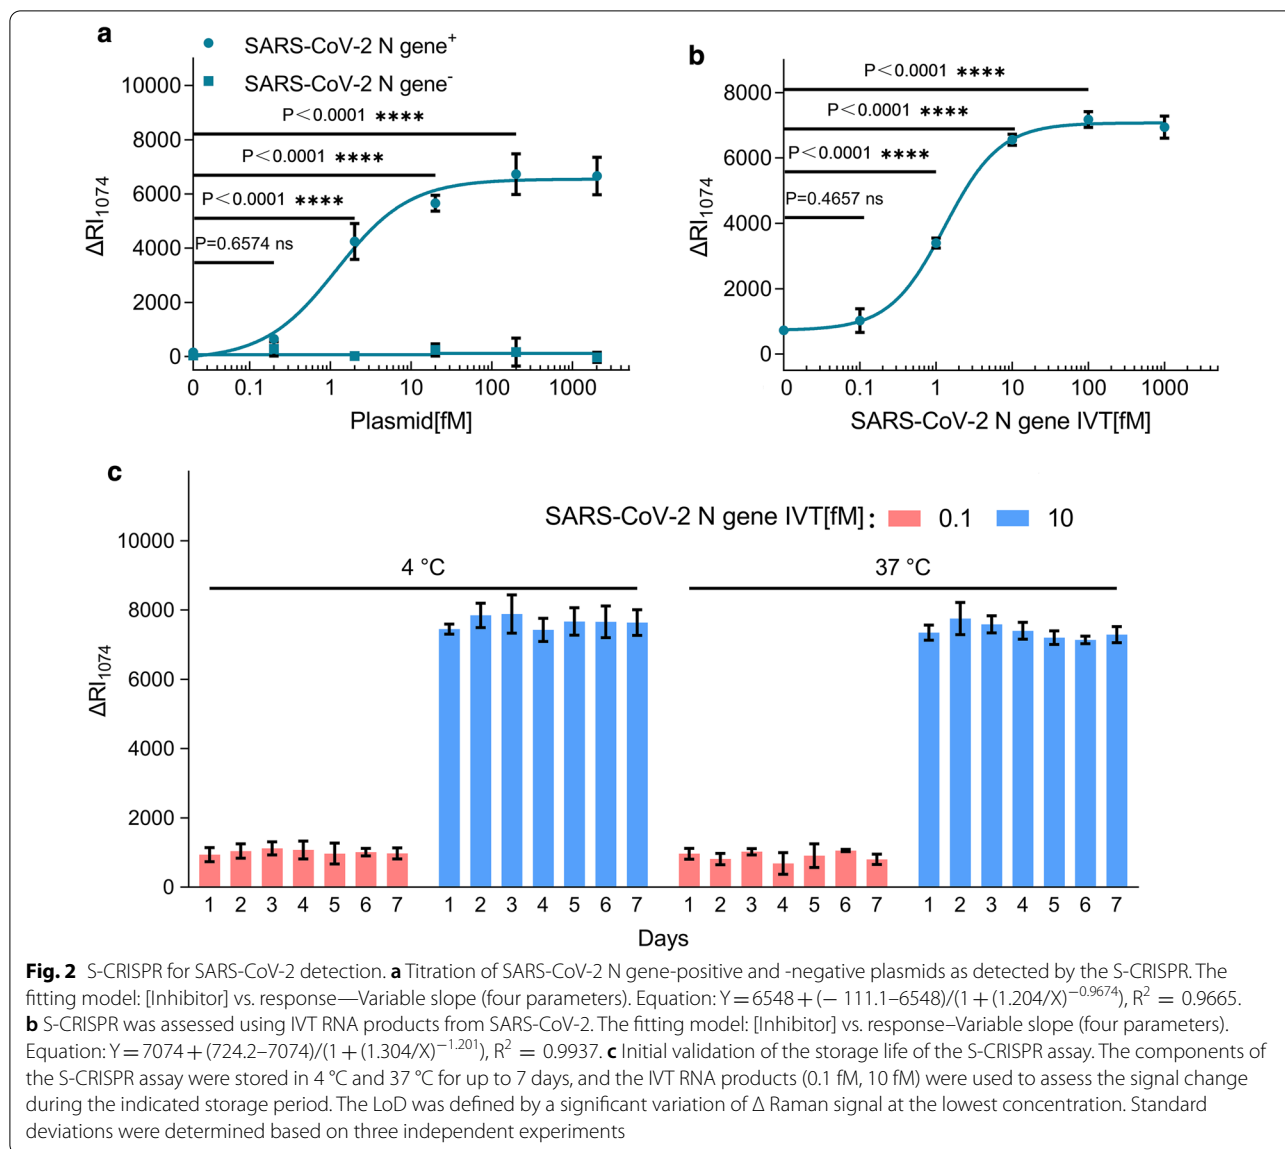 a
SARS-CoV-2 N gene+
SARS-CoV-2 N gene-
10000
8000
6000
4000
2000
0
ΔRI1074
P<0.0001 ****
P<0.0001 ****
P<0.0001 ****
P=0.6574 ns
0 0.1 1 10 100 1000
Plasmid[fM]
b
8000
6000
4000
2000
0
ΔRI1074
P<0.0001 ****
P<0.0001 ****
P<0.0001 ****
P=0.4657 ns
0 0.1 1 10 100 1000
SARS-CoV-2 N gene IVT[fM]
c
SARS-CoV-2 N gene IVT[fM]: 0.1 10
10000
8000
6000
4000
2000
0
ΔRI1074
4 °C
37 °C
1 2 3 4 5 6 7 1 2 3 4 5 6 7 1 2 3 4 5 6 7 1 2 3 4 5 6 7
Days
Fig. 2 S-CRISPR for SARS-CoV-2 detection. a Titration of SARS-CoV-2 N gene-positive and -negative plasmids as detected by the S-CRISPR. The
fitting model: [Inhibitor] vs. response—Variable slope (four parameters). Equation: Y = 6548 + (− 111.1–6548)/(1 + (1.204/X)−0.9674), R2 = 0.9665.
b S-CRISPR was assessed using IVT RNA products from SARS-CoV-2. The fitting model: [Inhibitor] vs. response–Variable slope (four parameters).
Equation: Y = 7074 + (724.2–7074)/(1 + (1.304/X)−1.201), R2 = 0.9937. c Initial validation of the storage life of the S-CRISPR assay. The components of
the S-CRISPR assay were stored in 4 °C and 37 °C for up to 7 days, and the IVT RNA products (0.1 fM, 10 fM) were used to assess the signal change
during the indicated storage period. The LoD was defined by a significant variation of Δ Raman signal at the lowest concentration. Standard
deviations were determined based on three independent experiments